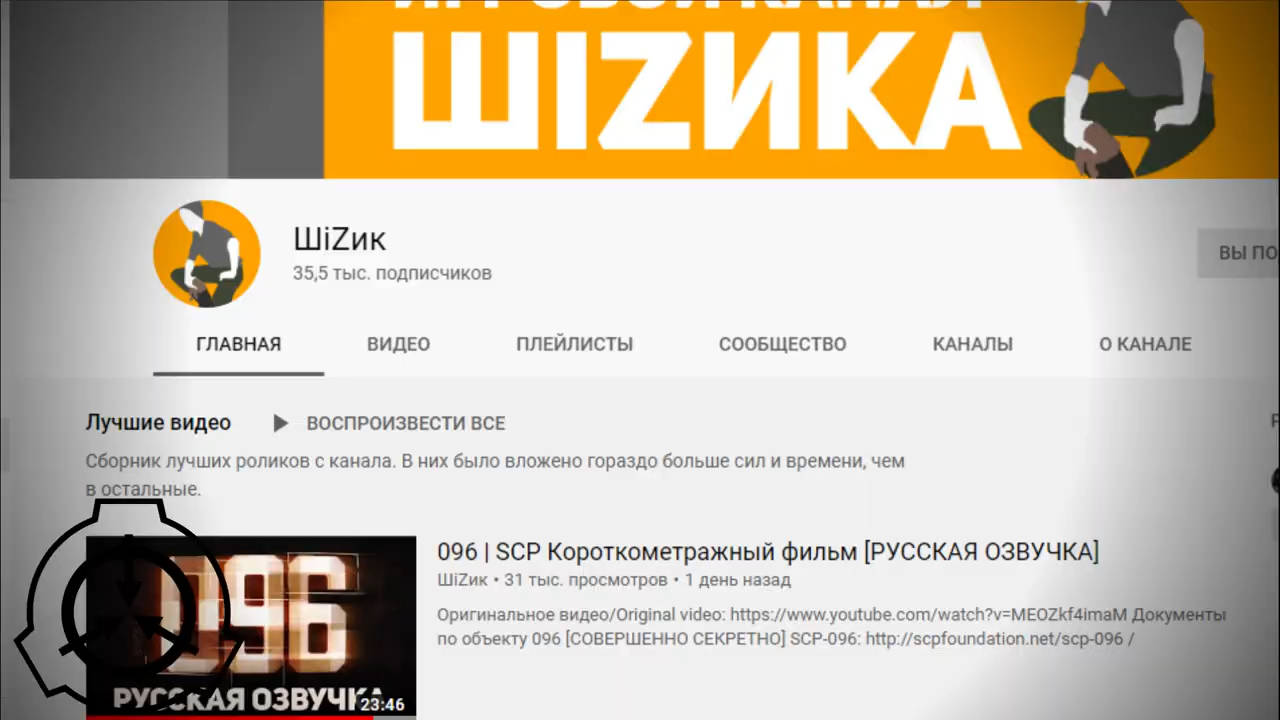 ИГРОВОЙ КАНАЛ
ШIZИКА
ШiZик
35,5 тыс. подписчиков
ВЫ ПО
ГЛАВНАЯ ВИДЕО ПЛЕЙЛИСТЫ СООБЩЕСТВО КАНАЛЫ О КАНАЛЕ
Лучшие видео ВОСПРОИЗВЕСТИ ВСЕ
Сборник лучших роликов с канала. В них было вложено гораздо больше сил и времени, чем
в остальные.
096 | SCP Короткометражный фильм [РУССКАЯ ОЗВУЧКА]
ШiZик • 31 тыс. просмотров • 1 день назад
Оригинальное видео/Original video: https://www.youtube.com/watch?v=MEOZkf4imaM Документы
по объекту 096 [СОВЕРШЕННО СЕКРЕТНО] SCP-096: http://scpfoundation.net/scp-096 /
096
РУССКАЯ ОЗВУЧКА
23:46